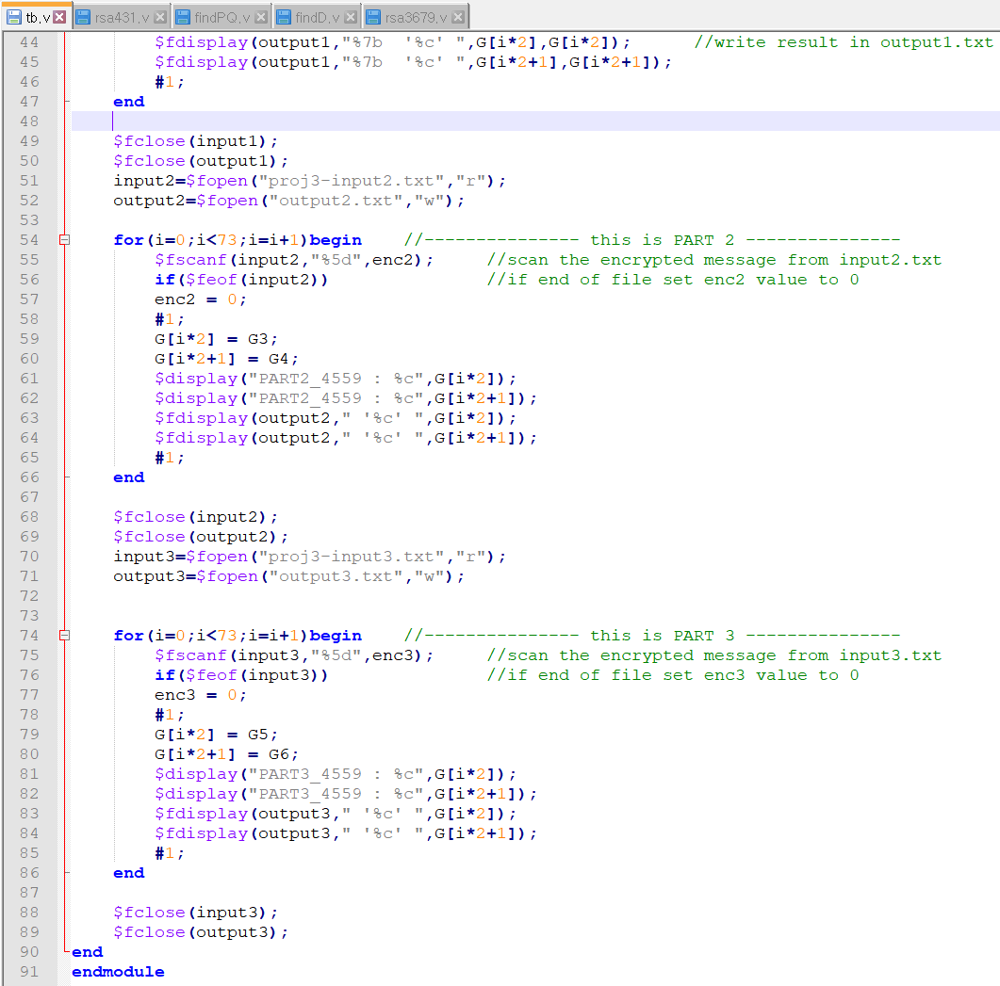 tb.v rsa431.v findPQ.v findD.v rsa3679.v
44 $fdisplay(output1,"%7b  '%c' ",G[i*2],G[i*2]); //write result in output1.txt
45 $fdisplay(output1,"%7b  '%c' ",G[i*2+1],G[i*2+1]);
46 #1;
47 end
48
49 $fclose(input1);
50 $fclose(output1);
51 input2=$fopen("proj3-input2.txt","r");
52 output2=$fopen("output2.txt","w");
53
54 for(i=0;i<73;i=i+1)begin //--------------- this is PART 2 ---------------
55 $fscanf(input2,"%5d",enc2); //scan the encrypted message from input2.txt
56 if($feof(input2)) //if end of file set enc2 value to 0
57 enc2 = 0;
58 #1;
59 G[i*2] = G3;
60 G[i*2+1] = G4;
61 $display("PART2_4559 : %c",G[i*2]);
62 $display("PART2_4559 : %c",G[i*2+1]);
63 $fdisplay(output2," '%c' ",G[i*2]);
64 $fdisplay(output2," '%c' ",G[i*2+1]);
65 #1;
66 end
67
68 $fclose(input2);
69 $fclose(output2);
70 input3=$fopen("proj3-input3.txt","r");
71 output3=$fopen("output3.txt","w");
72
73
74 for(i=0;i<73;i=i+1)begin //--------------- this is PART 3 ---------------
75 $fscanf(input3,"%5d",enc3); //scan the encrypted message from input3.txt
76 if($feof(input3)) //if end of file set enc3 value to 0
77 enc3 = 0;
78 #1;
79 G[i*2] = G5;
80 G[i*2+1] = G6;
81 $display("PART3_4559 : %c",G[i*2]);
82 $display("PART3_4559 : %c",G[i*2+1]);
83 $fdisplay(output3," '%c' ",G[i*2]);
84 $fdisplay(output3," '%c' ",G[i*2+1]);
85 #1;
86 end
87
88 $fclose(input3);
89 $fclose(output3);
90 end
91 endmodule